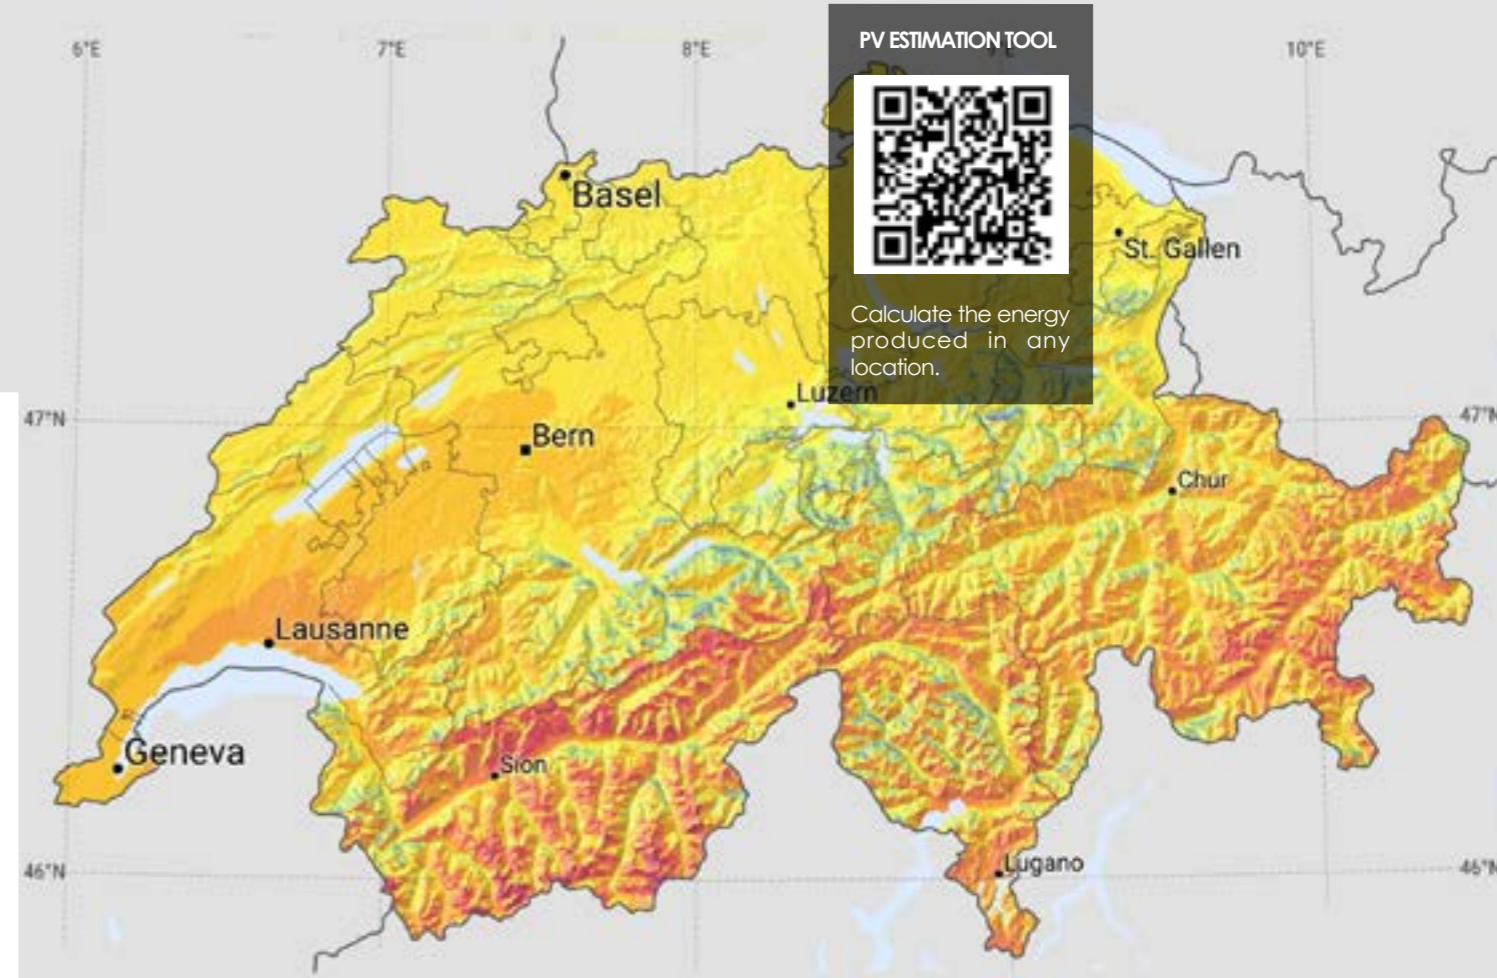 6°E
7°E
8°E
PV ESTIMATION TOOL
9°E
10°E
Basel
St. Gallen
Calculate the energy
produced in any
location.
Luzern
47°N
47°N
Bern
Chur
Lausanne
Geneva
Sion
46°N
Lugano
46°N